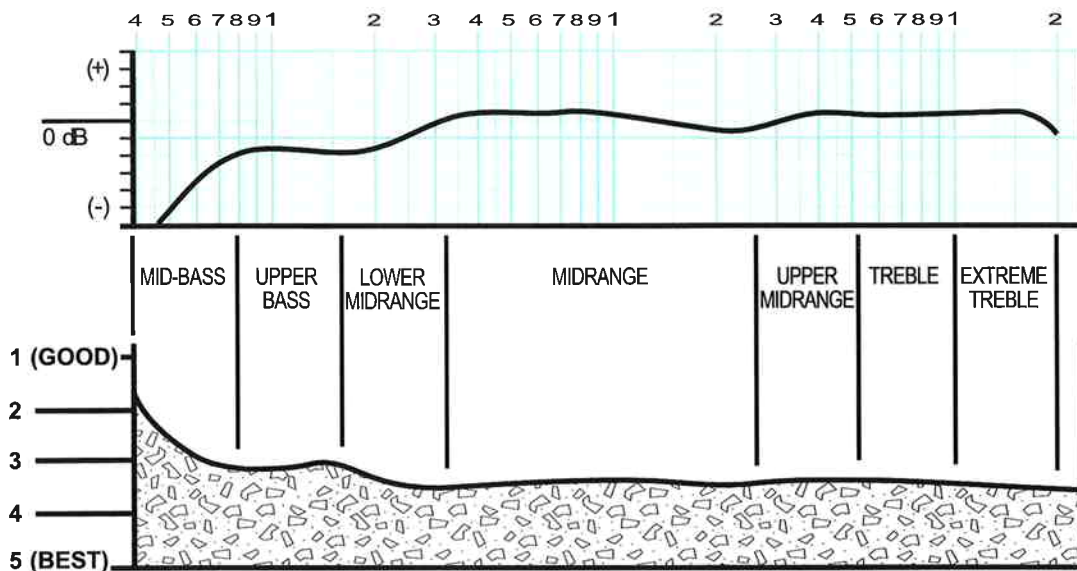 4 5 6 7 8 9 1 2 3 4 5 6 7 8 9 1 2 3 4 5 6 7 8 9 1 2
(+)
0 dB
(-)
MID-BASS UPPER BASS LOWER MIDRANGE MIDRANGE UPPER MIDRANGE TREBLE EXTREME TREBLE
1 (GOOD)
2
3
4
5 (BEST)